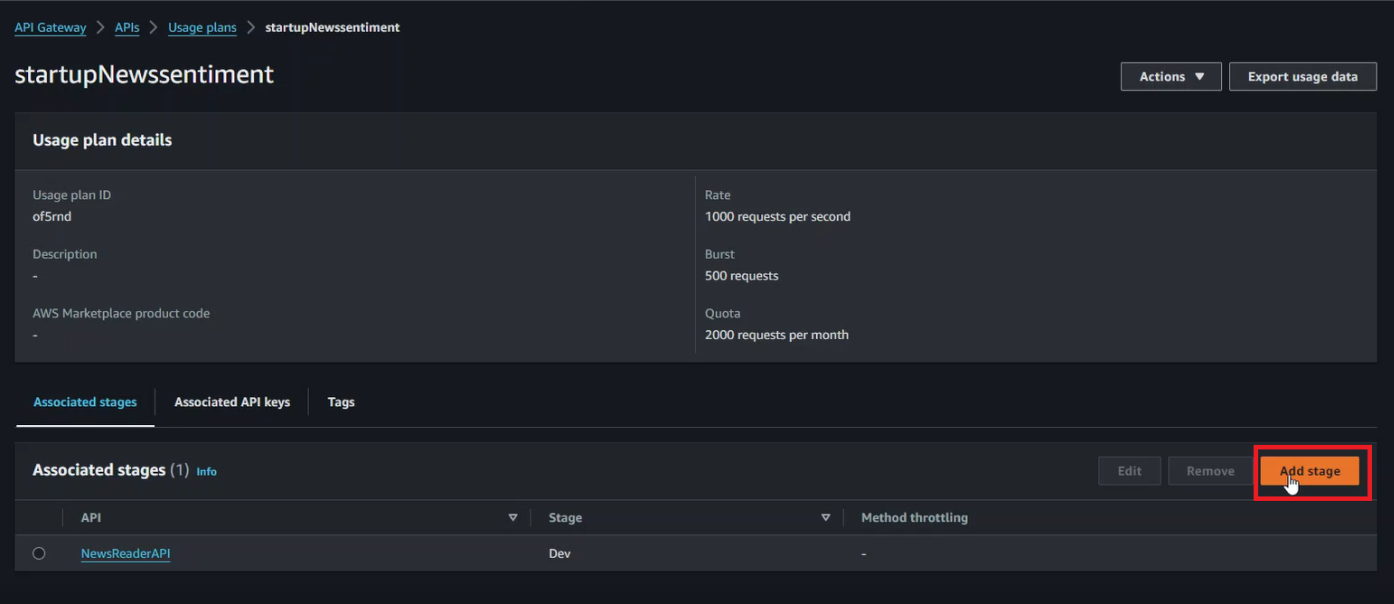 API Gateway > APIs > Usage plans > startupNewssentiment
startupNewssentiment
Actions ▼ Export usage data
Usage plan details
Usage plan ID
of5rnd
Description
-
AWS Marketplace product code
-
Rate
1000 requests per second
Burst
500 requests
Quota
2000 requests per month
Associated stages Associated API keys Tags
Associated stages (1) Info Edit Remove Add stage
API Stage Method throttling
NewsReaderAPI Dev -